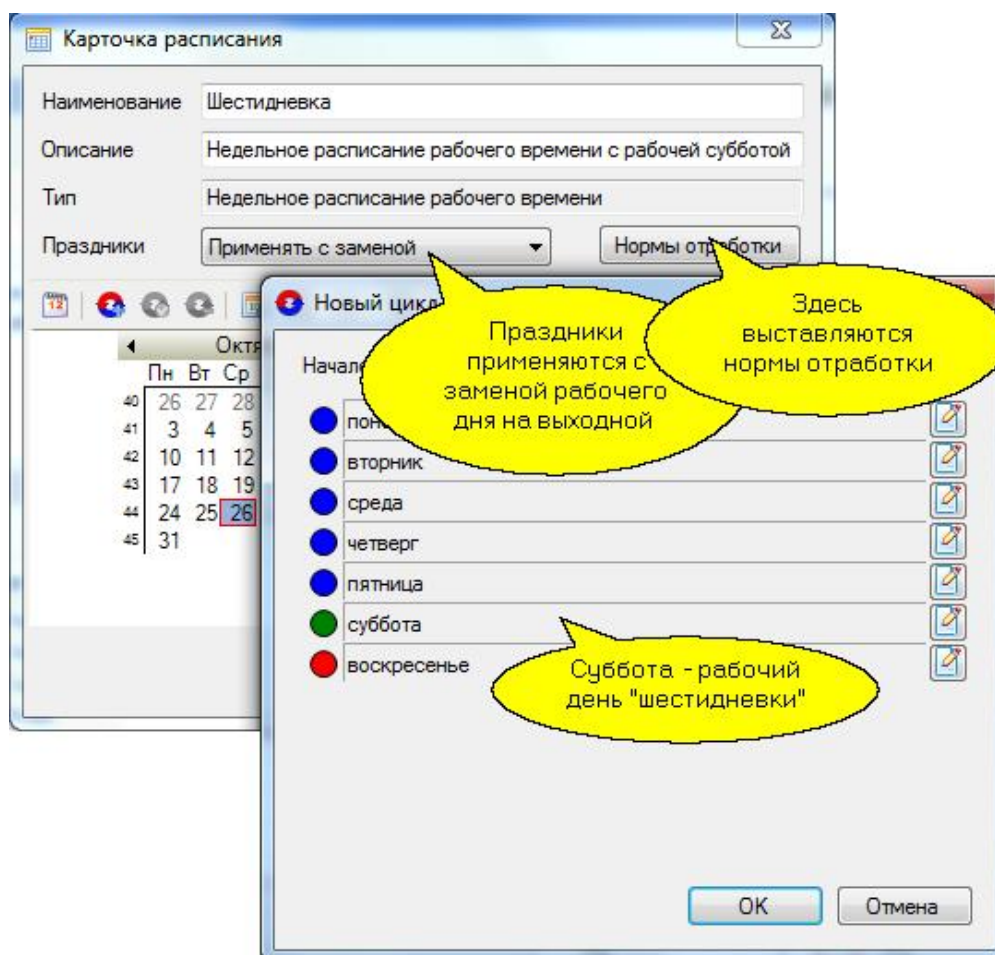 Карточка расписания
Наименование Шестидневка
Описание Недельное расписание рабочего времени с рабочей субботой
Тип Недельное расписание рабочего времени
Праздники Применять с заменой Нормы отработки
Новый цикл
Праздники
применяются с
заменой рабочего
дня на выходной
Здесь
выставляются
нормы отработки
12
Пн Вт Ср
40 26 27 28
41 3 4 5
42 10 11 12
43 17 18 19
44 24 25 26
45 31
вторник
среда
четверг
пятница
суббота
воскресенье
Суббота - рабочий
день "шестидневки"
OK Отмена